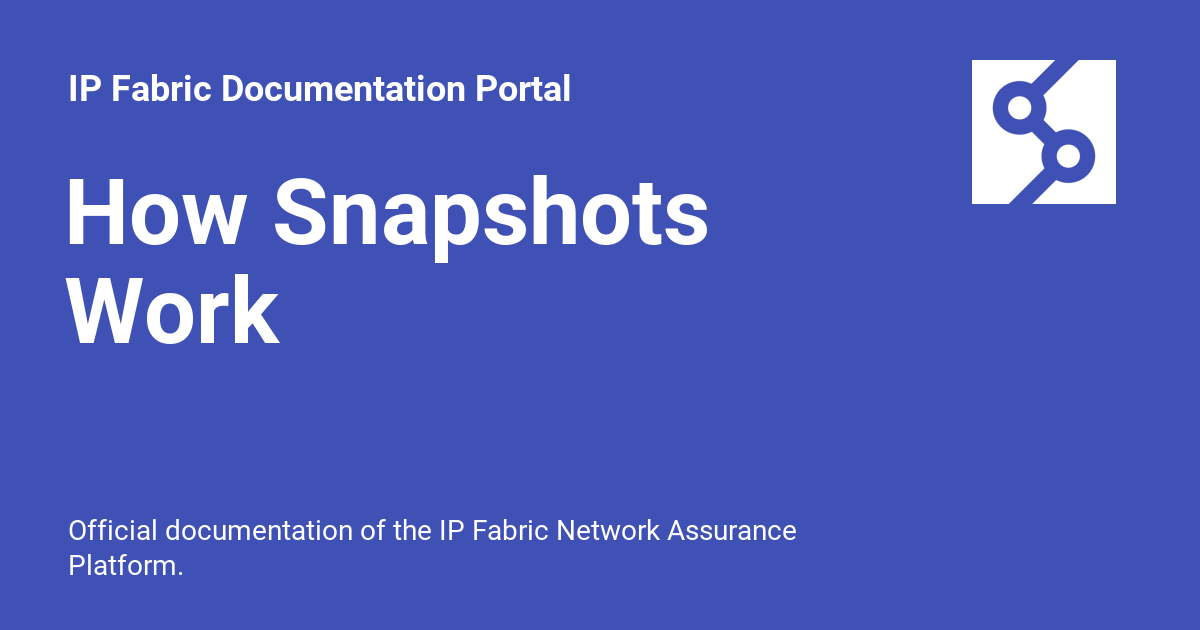 IP Fabric Documentation Portal
How Snapshots
Work
Official documentation of the IP Fabric Network Assurance
Platform.